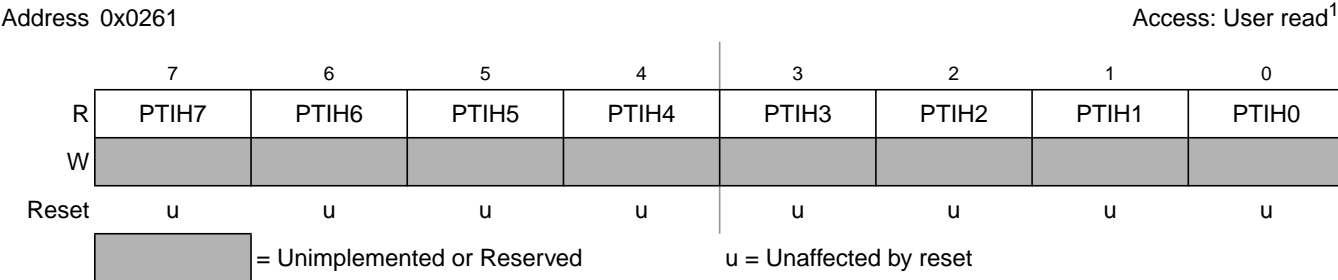 Address 0x0261 Access: User read1
7 6 5 4 3 2 1 0
R PTIH7 PTIH6 PTIH5 PTIH4 PTIH3 PTIH2 PTIH1 PTIH0
W
Reset u u u u u u u u
= Unimplemented or Reserved u = Unaffected by reset